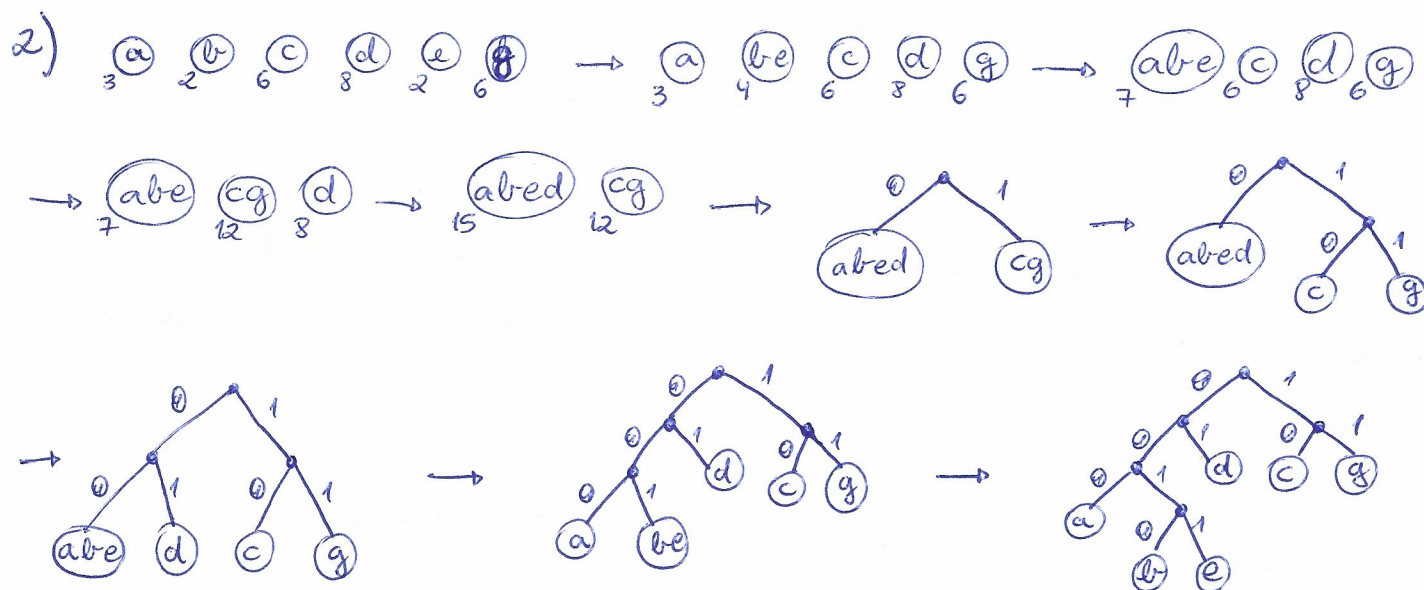 2) a 3 b 2 c 6 d 8 e 2 g 6 → a 3 be 4 c 6 d 8 g 6 → abe 7 c 6 d 8 g 6
→ abe 7 cg 12 d 8 → abed 15 cg 12 → 0 1 abed cg → 0 1 abed 0 1 c g
→ 0 1 0 1 0 1 abe d c g → 0 1 0 1 0 1 d c g 0 1 a be → 0 1 0 1 0 1 d c g 0 1 a 0 1 b e